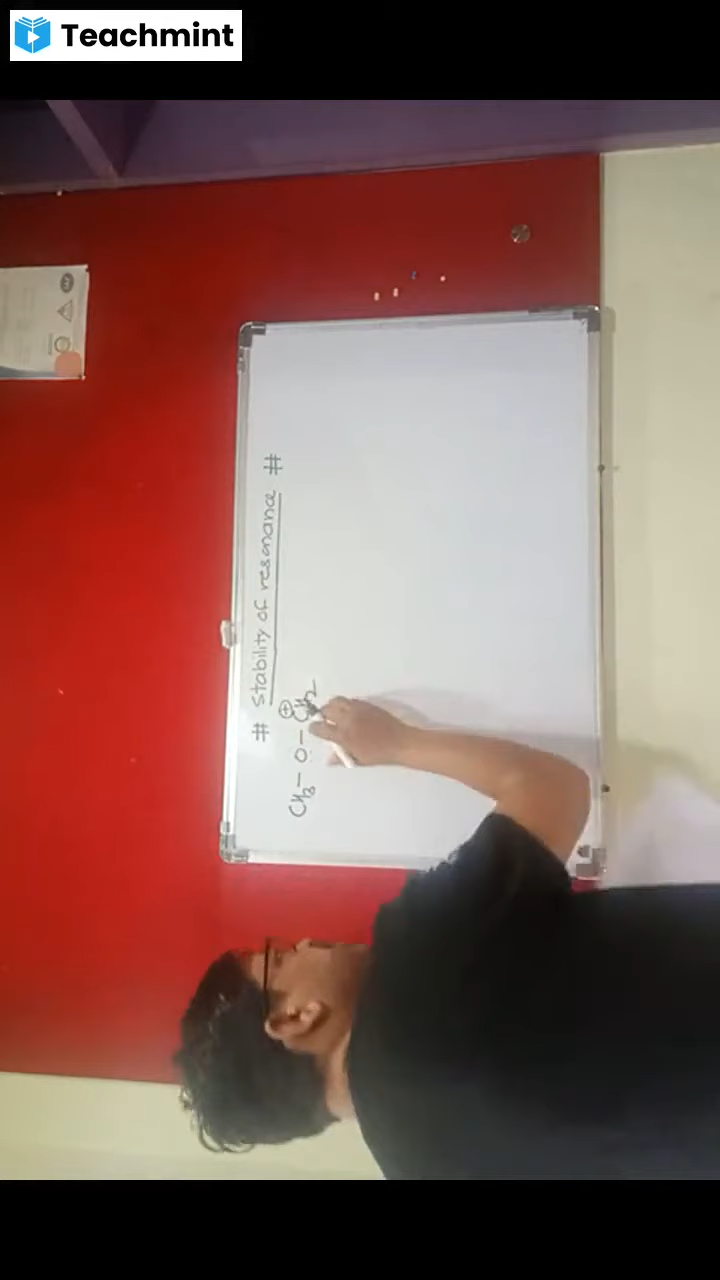 Teachmint
# Stability of resonance #
CH3 - O - CH2
⊕